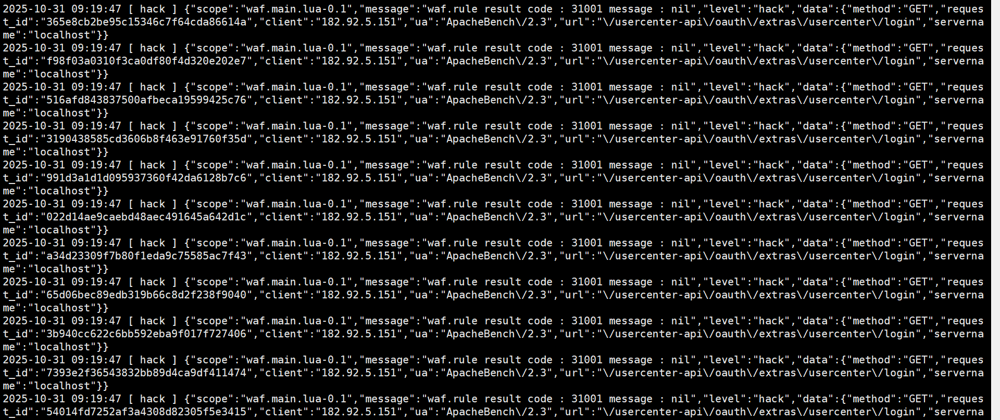 2025-10-31 09:19:47 [ hack ] {"scope":"waf.main.lua-0.1","message":"waf.rule result code : 31001 message : nil","level":"hack","data":{"method":"GET","reques
t_id":"365e8cb2be95c15346c7f64cda86614a","client":"182.92.5.151","ua":"ApacheBench\/2.3","url":"\/usercenter-api\/oauth\/extras\/usercenter\/login","serverna
me":"localhost"}}
2025-10-31 09:19:47 [ hack ] {"scope":"waf.main.lua-0.1","message":"waf.rule result code : 31001 message : nil","level":"hack","data":{"method":"GET","reques
t_id":"f98f03a0310f3ca0df80f4d320e202e7","client":"182.92.5.151","ua":"ApacheBench\/2.3","url":"\/usercenter-api\/oauth\/extras\/usercenter\/login","serverna
me":"localhost"}}
2025-10-31 09:19:47 [ hack ] {"scope":"waf.main.lua-0.1","message":"waf.rule result code : 31001 message : nil","level":"hack","data":{"method":"GET","reques
t_id":"516afd843837500afbeca19599425c76","client":"182.92.5.151","ua":"ApacheBench\/2.3","url":"\/usercenter-api\/oauth\/extras\/usercenter\/login","serverna
me":"localhost"}}
2025-10-31 09:19:47 [ hack ] {"scope":"waf.main.lua-0.1","message":"waf.rule result code : 31001 message : nil","level":"hack","data":{"method":"GET","reques
t_id":"3190438585cd3606b8f463e91760f35d","client":"182.92.5.151","ua":"ApacheBench\/2.3","url":"\/usercenter-api\/oauth\/extras\/usercenter\/login","serverna
me":"localhost"}}
2025-10-31 09:19:47 [ hack ] {"scope":"waf.main.lua-0.1","message":"waf.rule result code : 31001 message : nil","level":"hack","data":{"method":"GET","reques
t_id":"991d3a1d1d095937360f42da6128b7c6","client":"182.92.5.151","ua":"ApacheBench\/2.3","url":"\/usercenter-api\/oauth\/extras\/usercenter\/login","serverna
me":"localhost"}}
2025-10-31 09:19:47 [ hack ] {"scope":"waf.main.lua-0.1","message":"waf.rule result code : 31001 message : nil","level":"hack","data":{"method":"GET","reques
t_id":"022d14ae9caebd48aec491645a642d1c","client":"182.92.5.151","ua":"ApacheBench\/2.3","url":"\/usercenter-api\/oauth\/extras\/usercenter\/login","serverna
me":"localhost"}}
2025-10-31 09:19:47 [ hack ] {"scope":"waf.main.lua-0.1","message":"waf.rule result code : 31001 message : nil","level":"hack","data":{"method":"GET","reques
t_id":"a34d23309f7b80f1eda9c75585ac7f43","client":"182.92.5.151","ua":"ApacheBench\/2.3","url":"\/usercenter-api\/oauth\/extras\/usercenter\/login","serverna
me":"localhost"}}
2025-10-31 09:19:47 [ hack ] {"scope":"waf.main.lua-0.1","message":"waf.rule result code : 31001 message : nil","level":"hack","data":{"method":"GET","reques
t_id":"65d06bec89edb319b66c8d2f238f9040","client":"182.92.5.151","ua":"ApacheBench\/2.3","url":"\/usercenter-api\/oauth\/extras\/usercenter\/login","serverna
me":"localhost"}}
2025-10-31 09:19:47 [ hack ] {"scope":"waf.main.lua-0.1","message":"waf.rule result code : 31001 message : nil","level":"hack","data":{"method":"GET","reques
t_id":"3b940cc622c6bb592eba9f017f727406","client":"182.92.5.151","ua":"ApacheBench\/2.3","url":"\/usercenter-api\/oauth\/extras\/usercenter\/login","serverna
me":"localhost"}}
2025-10-31 09:19:47 [ hack ] {"scope":"waf.main.lua-0.1","message":"waf.rule result code : 31001 message : nil","level":"hack","data":{"method":"GET","reques
t_id":"7393e2f36543832bb89d4ca9df411474","client":"182.92.5.151","ua":"ApacheBench\/2.3","url":"\/usercenter-api\/oauth\/extras\/usercenter\/login","serverna
me":"localhost"}}
2025-10-31 09:19:47 [ hack ] {"scope":"waf.main.lua-0.1","message":"waf.rule result code : 31001 message : nil","level":"hack","data":{"method":"GET","reques
t_id":"54014fd7252af3a4308d82305f5e3415","client":"182.92.5.151","ua":"ApacheBench\/2.3","url":"\/usercenter-api\/oauth\/extras\/usercenter\/login","serverna